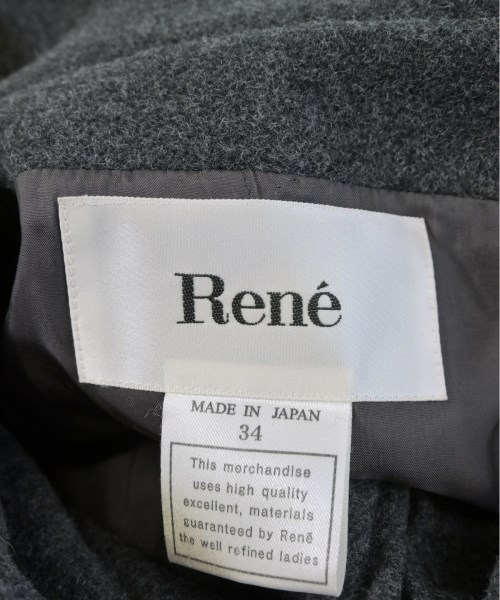 René
MADE IN JAPAN
34
This merchandise
uses high quality
excellent, materials
guaranteed by René
the well refined ladies